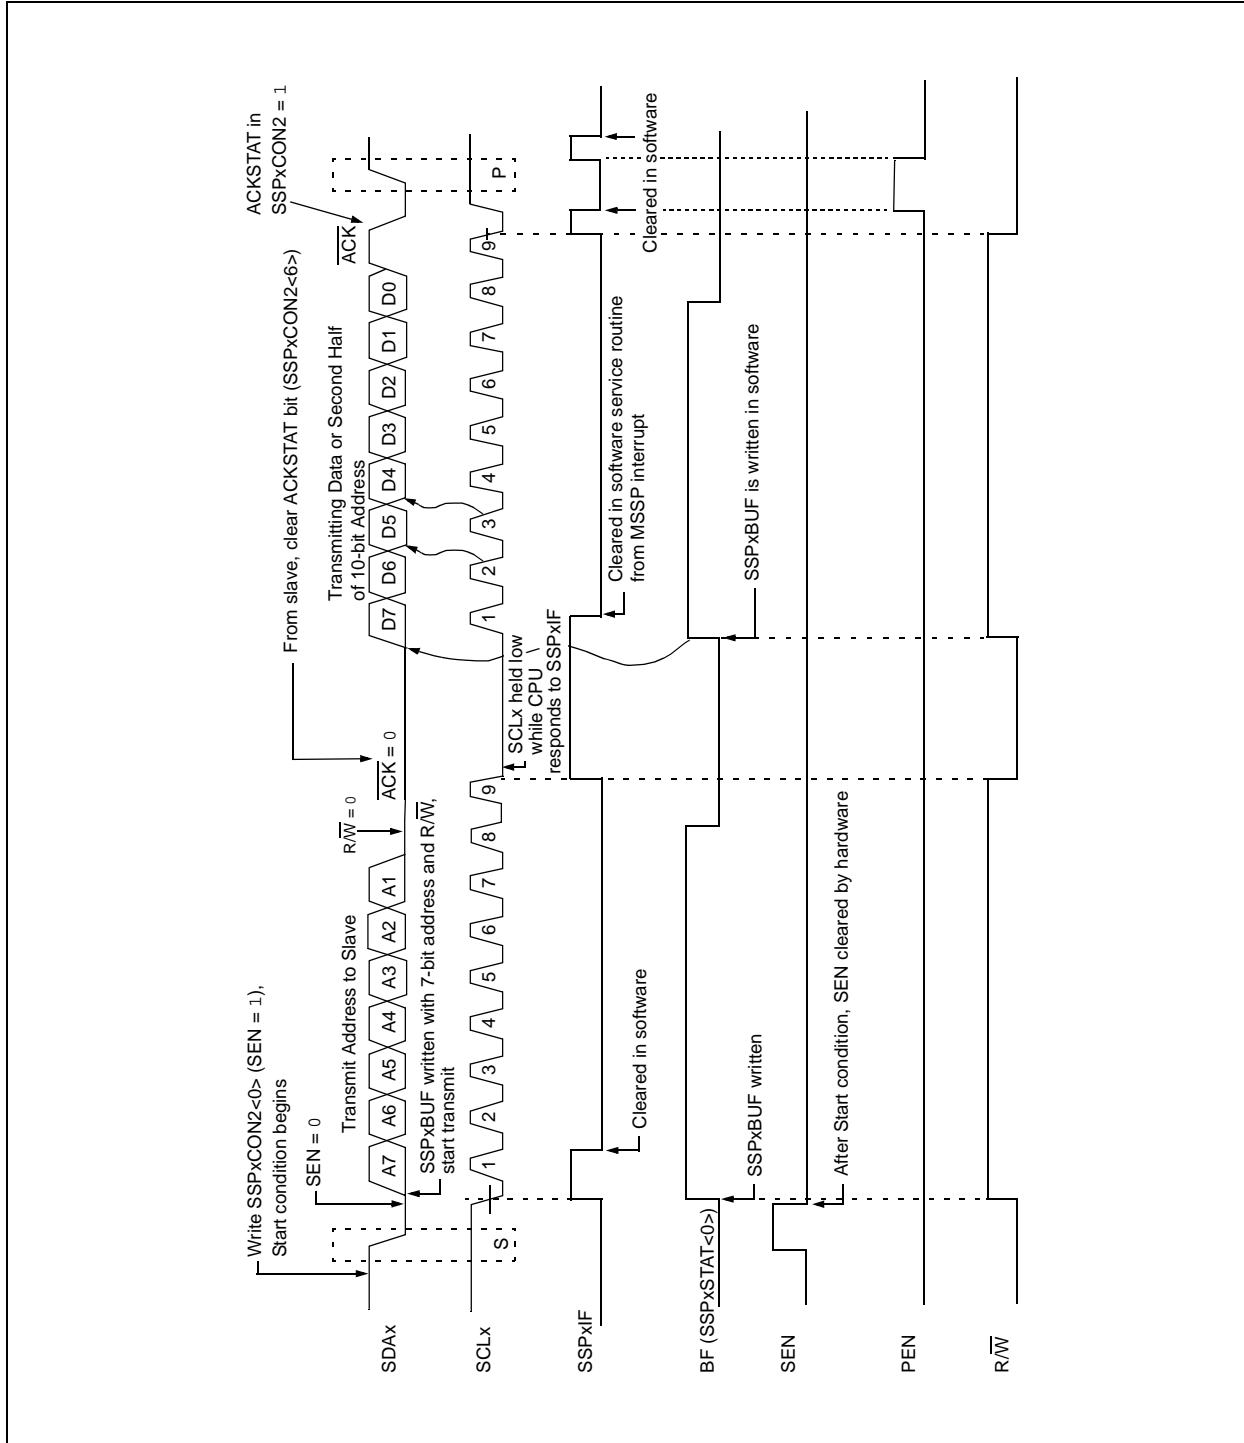 Write SSPxCON2<0> (SEN = 1),
Start condition begins
SEN = 0
Transmit Address to Slave
R/W = 0
From slave, clear ACKSTAT bit (SSPxCON2<6>)
ACK = 0
Transmitting Data or Second Half
of 10-bit Address
ACKSTAT in
SSPxCON2 = 1
ACK
SDAx
A7 A6 A5 A4 A3 A2 A1
D7 D6 D5 D4 D3 D2 D1 D0
SSPxBUF written with 7-bit address and R/W,
start transmit
SCLx
S
1 2 3 4 5 6 7 8 9
1 2 3 4 5 6 7 8 9
P
SCLx held low
while CPU
responds to SSPxIF
SSPxIF
Cleared in software
Cleared in software service routine
from MSSP interrupt
Cleared in software
Cleared in software
BF (SSPxSTAT<0>)
SSPxBUF written
SSPxBUF is written in software
SEN
After Start condition, SEN cleared by hardware
PEN
R/W